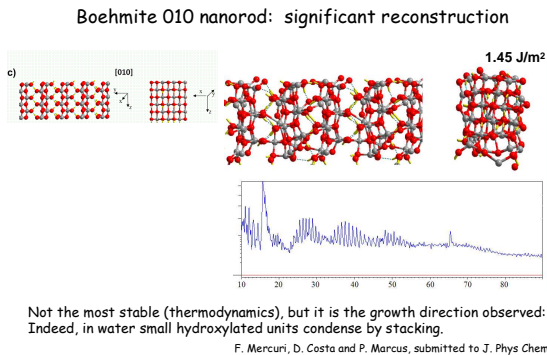 Boehmite 010 nanorod: significant reconstruction
1.45 J/m²
c)
[010]
x
z
x
z
10 20 30 40 50 60 70 80
Not the most stable (thermodynamics), but it is the growth direction observed:
Indeed, in water small hydroxylated units condense by stacking.
F. Mercuri, D. Costa and P. Marcus, submitted to J. Phys Chem